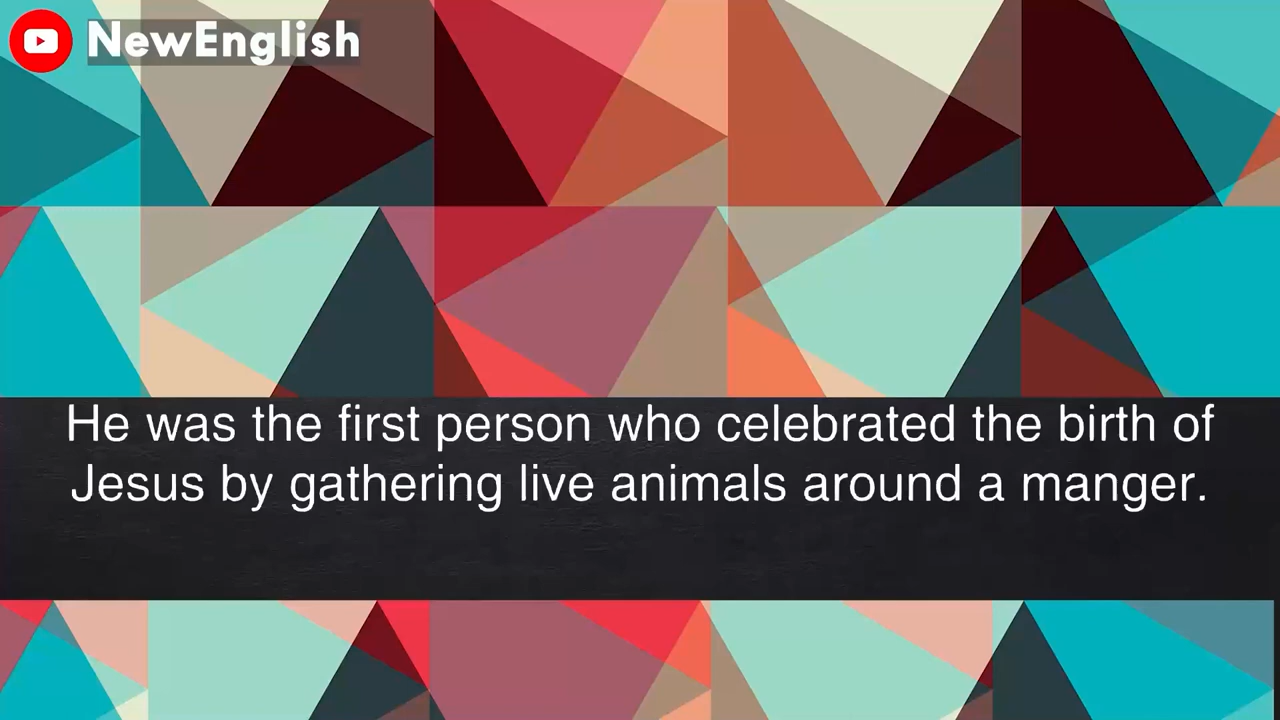 NewEnglish
He was the first person who celebrated the birth of
Jesus by gathering live animals around a manger.